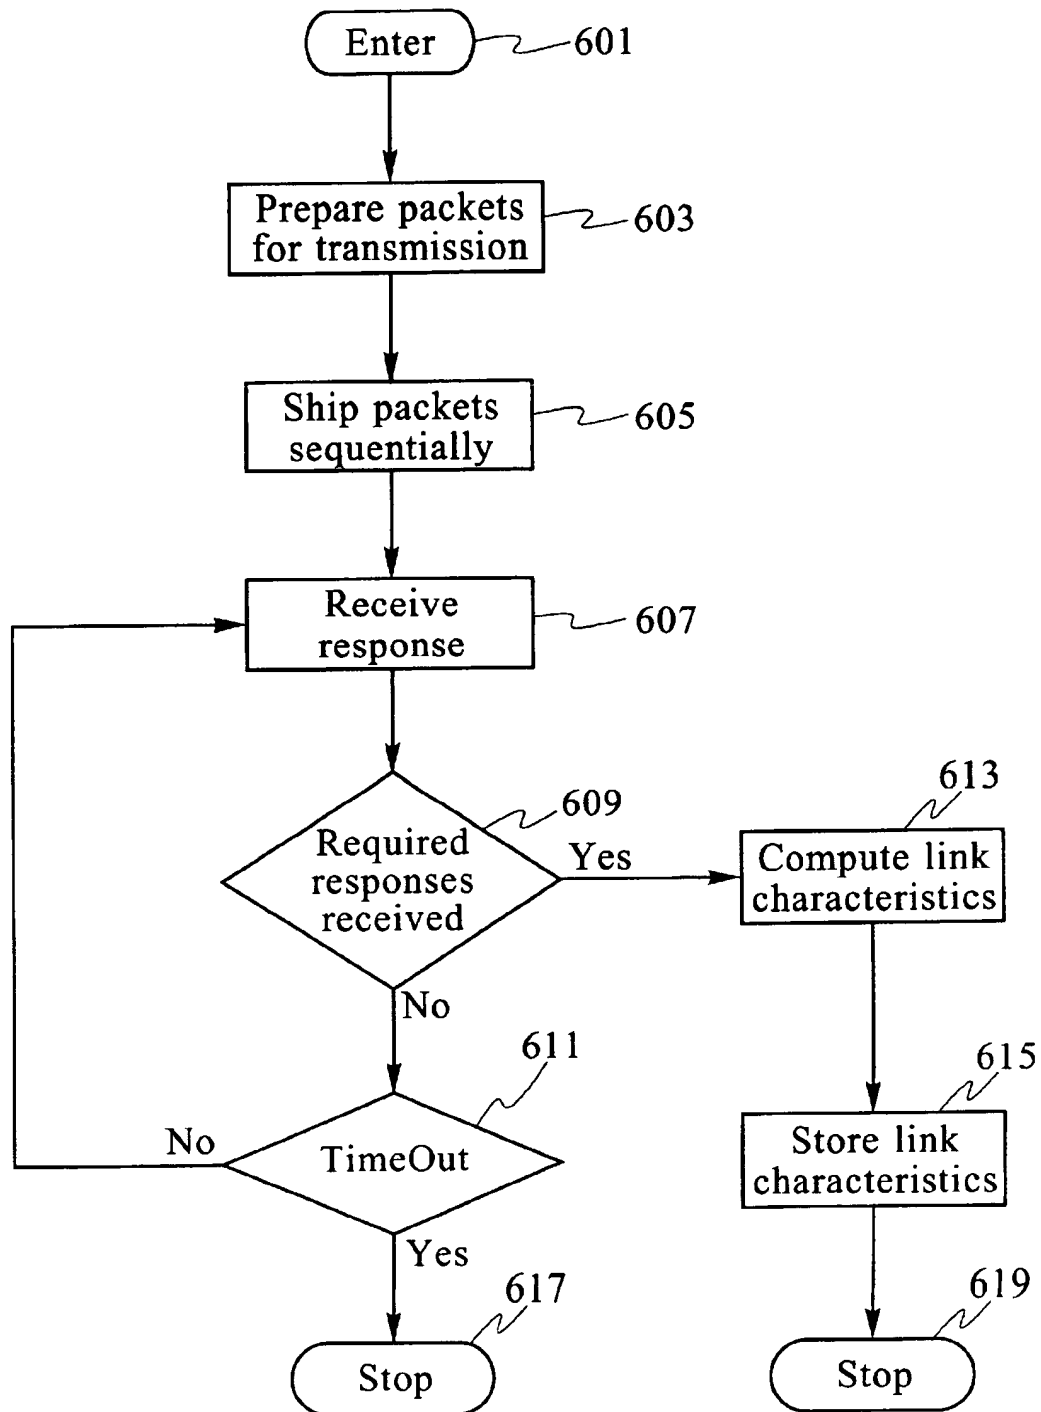 Enter
601
Prepare packets
for transmission
603
Ship packets
sequentially
605
Receive
response
607
Required
responses
received
609
Yes
No
Compute link
characteristics
613
TimeOut
611
No
Yes
Store link
characteristics
615
Stop
617
Stop
619